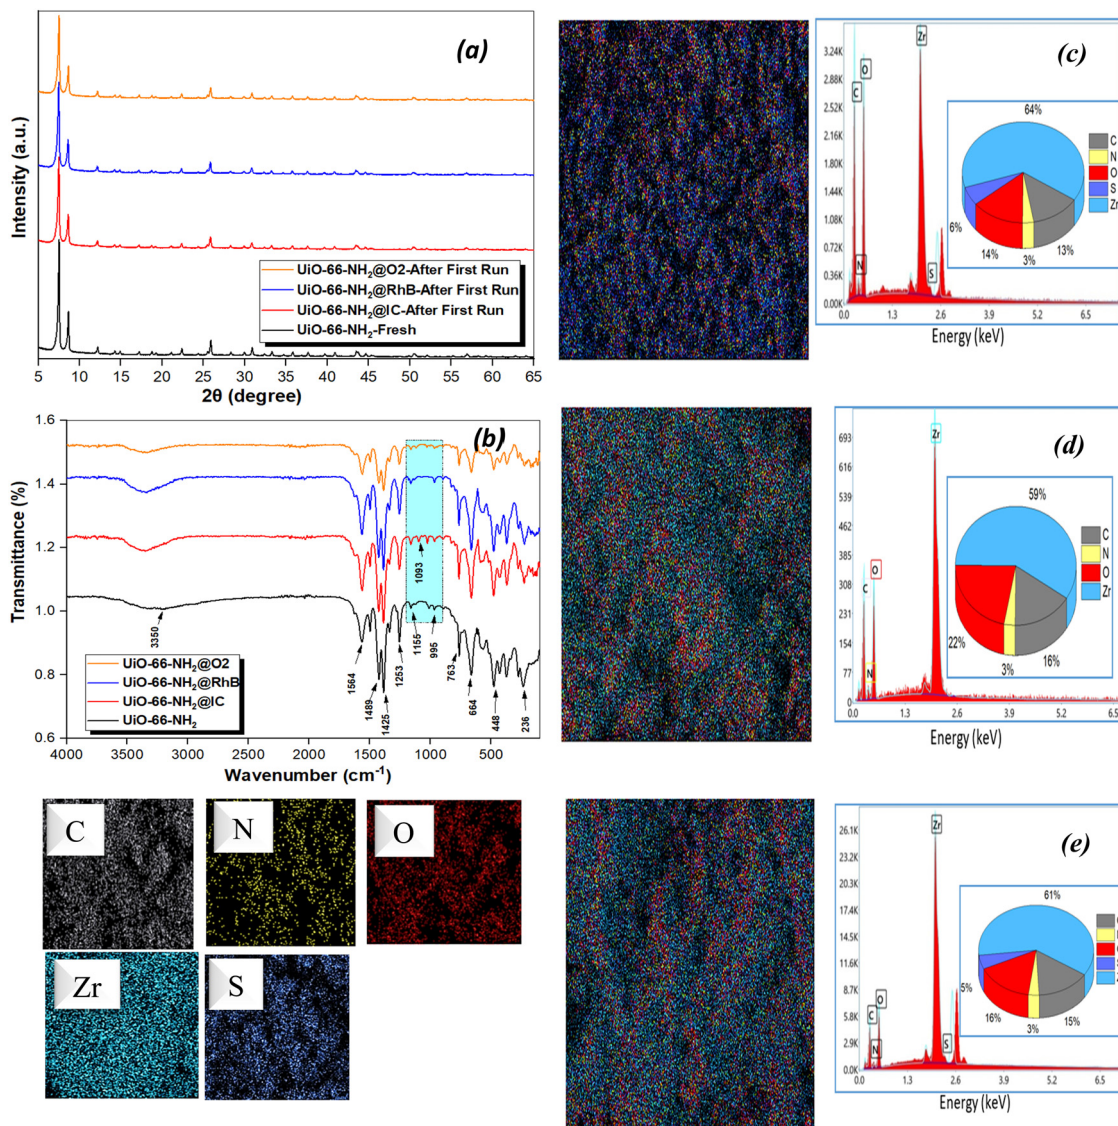 (a)
Intensity (a.u.)
UiO-66-NH₂@O2-After First Run
UiO-66-NH₂@RhB-After First Run
UiO-66-NH₂@IC-After First Run
UiO-66-NH₂-Fresh
5 10 15 20 25 30 35 40 45 50 55 60 65
2θ (degree)
(b)
Transmittance (%)
1.6
1.4
1.2
1.0
0.8
0.6
3350
1564
1489
1425
1253
1155
1093
995
763
664
448
236
UiO-66-NH₂@O2
UiO-66-NH₂@RhB
UiO-66-NH₂@IC
UiO-66-NH₂
4000 3500 3000 2500 2000 1500 1000 500
Wavenumber (cm⁻¹)
C
N
O
Zr
S
(c)
3.24K
2.88K
2.52K
2.16K
1.80K
1.44K
1.08K
0.72K
0.36K
0.00K
C
O
N
Zr
S
64%
6%
14%
3%
13%
C
N
O
S
Zr
0.0 1.3 2.6 3.9 5.2 6.5
Energy (keV)
(d)
693
616
539
462
385
308
231
154
77
0
C
O
N
Zr
59%
22%
3%
16%
C
N
O
Zr
0.0 1.3 2.6 3.9 5.2 6.5
Energy (keV)
(e)
26.1K
23.2K
20.3K
17.4K
14.5K
11.6K
8.7K
5.8K
2.9K
0.0K
C
O
N
Zr
S
61%
5%
16%
3%
15%
0.0 1.3 2.6 3.9 5.2 6.5
Energy (keV)